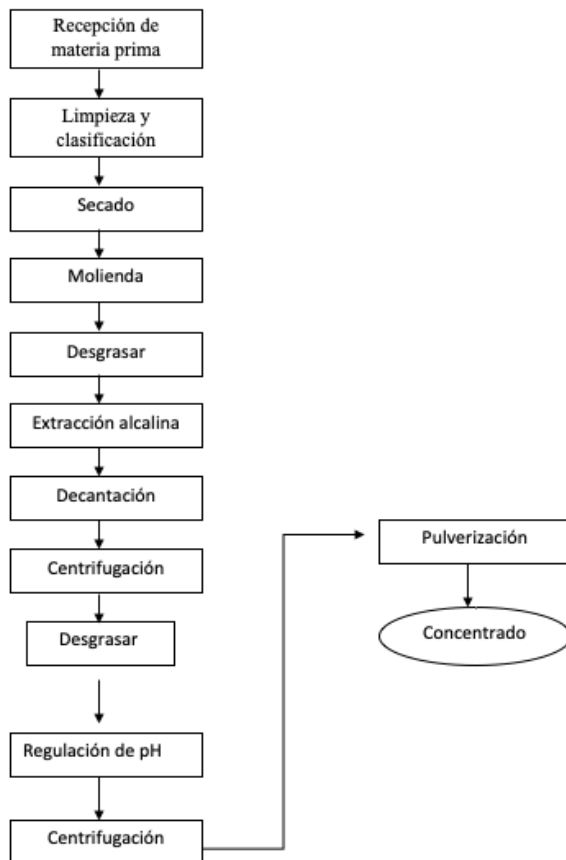 Recepción de
materia prima
Limpieza y
clasificación
Secado
Molienda
Desgrasar
Extracción alcalina
Decantación
Centrifugación
Desgrasar
Regulación de pH
Centrifugación
Pulverización
Concentrado